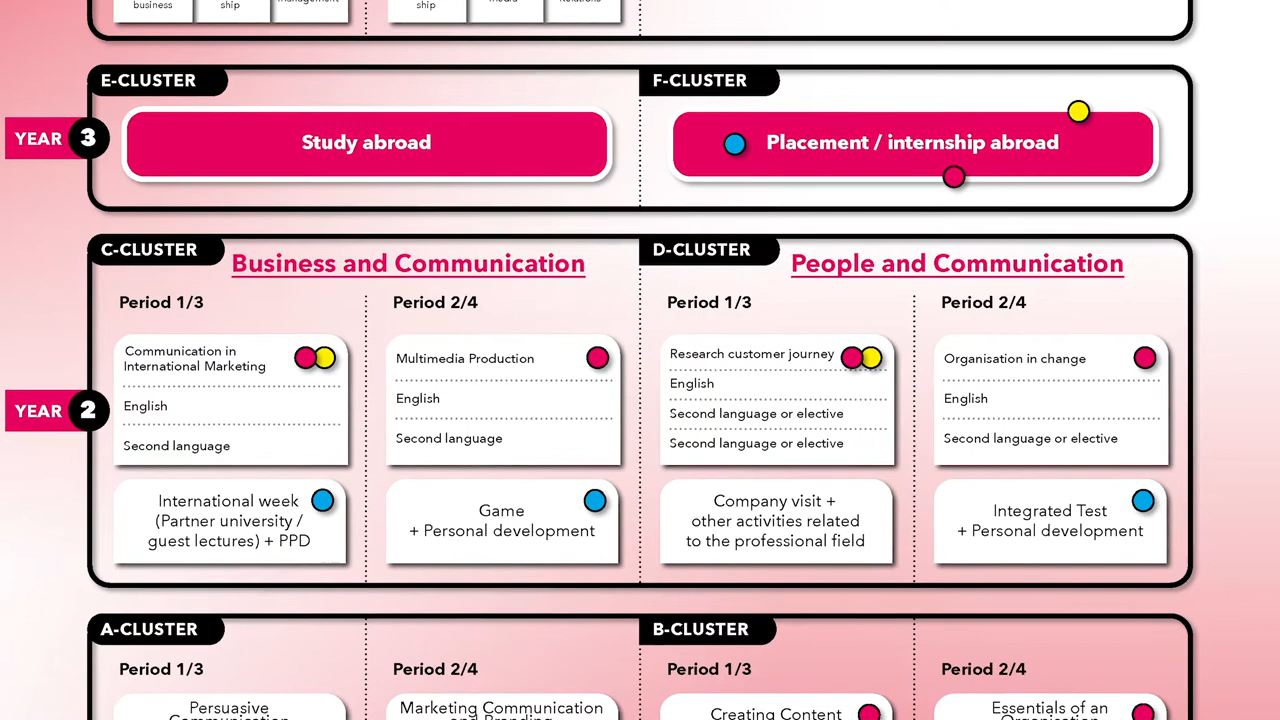 business
ship
management
ship
media
Relations
E-CLUSTER
F-CLUSTER
YEAR 3
Study abroad
Placement / internship abroad
C-CLUSTER
Business and Communication
D-CLUSTER
People and Communication
Period 1/3
Period 2/4
Period 1/3
Period 2/4
YEAR 2
Communication in
International Marketing
English
Second language
Multimedia Production
English
Second language
Research customer journey
English
Second language or elective
Second language or elective
Organisation in change
English
Second language or elective
International week
(Partner university /
guest lectures) + PPD
Game
+ Personal development
Company visit +
other activities related
to the professional field
Integrated Test
+ Personal development
A-CLUSTER
B-CLUSTER
Period 1/3
Period 2/4
Period 1/3
Period 2/4
Persuasive
Communication
Marketing Communication
and Branding
Creating Content
Essentials of an
Organisation